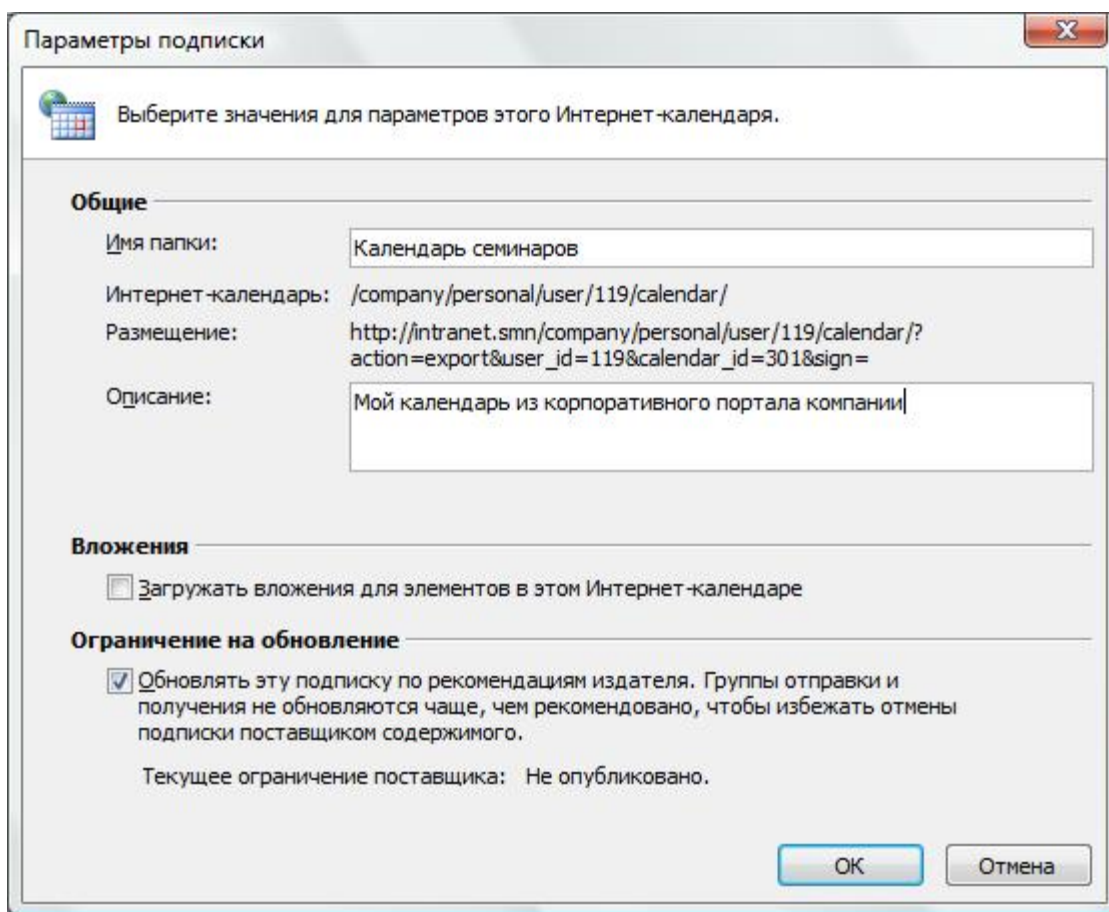 Параметры подписки
Выберите значения для параметров этого Интернет-календаря.
Общие
Имя папки: Календарь семинаров
Интернет-календарь: /company/personal/user/119/calendar/
Размещение: http://intranet.smn/company/personal/user/119/calendar/?
action=export&user_id=119&calendar_id=301&sign=
Описание: Мой календарь из корпоративного портала компании
Вложения
Загружать вложения для элементов в этом Интернет-календаре
Ограничение на обновление
Обновлять эту подписку по рекомендациям издателя. Группы отправки и
получения не обновляются чаще, чем рекомендовано, чтобы избежать отмены
подписки поставщиком содержимого.
Текущее ограничение поставщика: Не опубликовано.
ОК Отмена